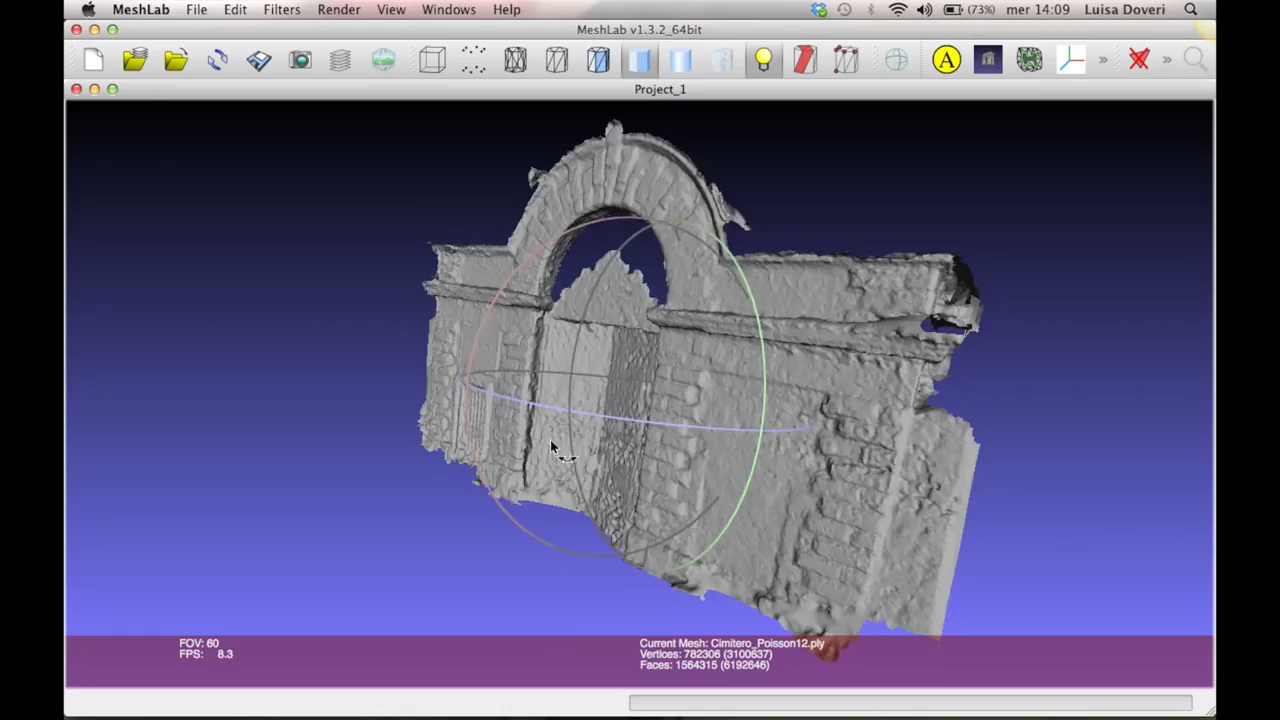 MeshLab File Edit Filters Render View Windows Help (73%) mer 14:09 Luisa Doveri
MeshLab v1.3.2_64bit
A » »
Project_1
FOV: 60
FPS: 8.3
Current Mesh: Cimitero_Poisson12.ply
Vertices: 782306 (3100637)
Faces: 1564315 (6192646)